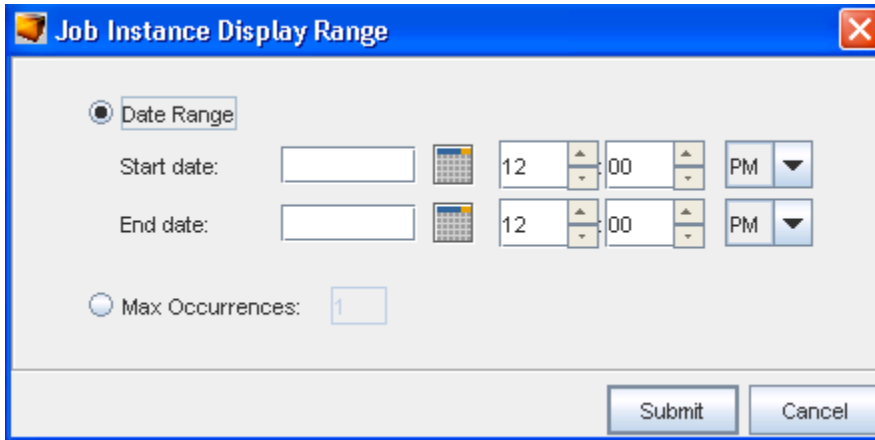 Job Instance Display Range
Date Range
Start date: 12 : 00 PM
End date: 12 : 00 PM
Max Occurrences: 1
Submit Cancel